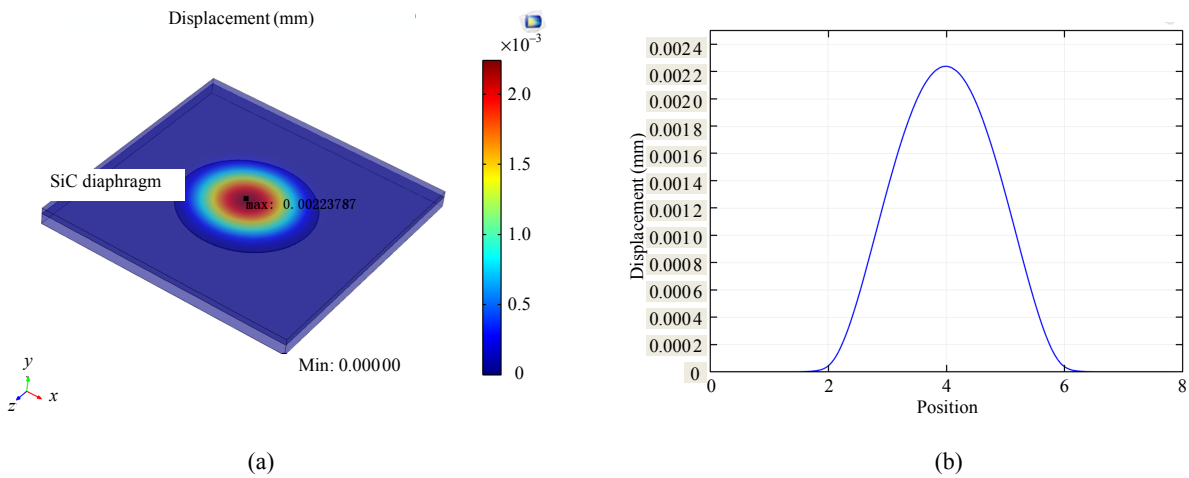 Displacement (mm)
×10⁻³
2.0
1.5
1.0
0.5
0
SiC diaphragm
max: 0.00223787
Min: 0.00000
y
z
x
(a)
0.0024
0.0022
0.0020
0.0018
0.0016
0.0014
0.0012
0.0010
0.0008
0.0006
0.0004
0.0002
0
Displacement (mm)
0 2 4 6 8
Position
(b)